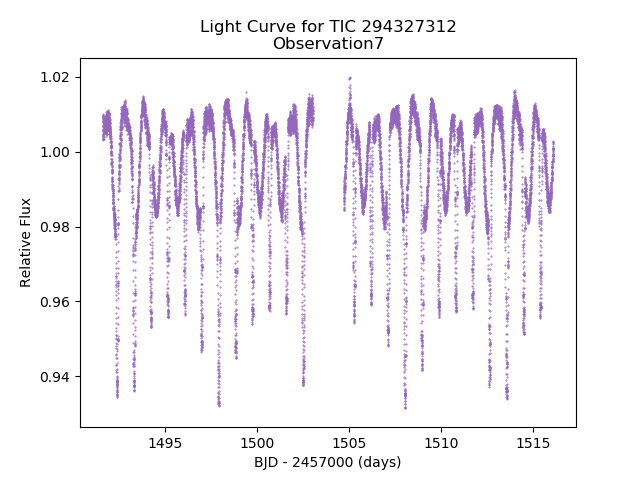 Light Curve for TIC 294327312
Observation7
1.02
1.00
0.98
0.96
0.94
Relative Flux
1495
1500
1505
1510
1515
BJD - 2457000 (days)